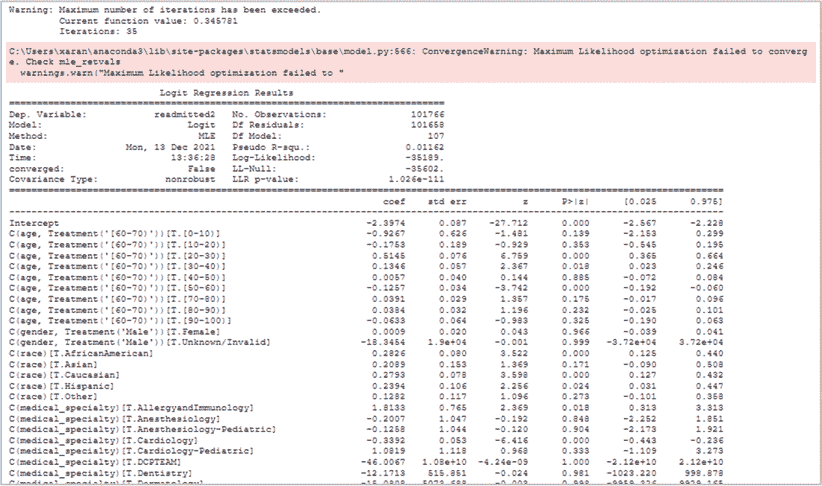 Warning: Maximum number of iterations has been exceeded.
Current function value: 0.345781
Iterations: 35
C:\Users\xaran\anaconda3\lib\site-packages\statsmodels\base\model.py:566: ConvergenceWarning: Maximum Likelihood optimization failed to converg
e. Check mle_retvals
warnings.warn("Maximum Likelihood optimization failed to "
Logit Regression Results
Dep. Variable: readmitted2 No. Observations: 101766
Model: Logit Df Residuals: 101658
Method: MLE Df Model: 107
Date: Mon, 13 Dec 2021 Pseudo R-squ.: 0.01162
Time: 13:36:28 Log-Likelihood: -35189.
converged: False LL-Null: -35602.
Covariance Type: nonrobust LLR p-value: 1.026e-111
coef std err z P>|z| [0.025 0.975]
Intercept -2.3974 0.087 -27.712 0.000 -2.567 -2.228
C(age, Treatment('[60-70)'))[T.[0-10)] -0.9267 0.626 -1.481 0.139 -2.153 0.299
C(age, Treatment('[60-70)'))[T.[10-20)] -0.1753 0.189 -0.929 0.353 -0.545 0.195
C(age, Treatment('[60-70)'))[T.[20-30)] 0.5145 0.076 6.759 0.000 0.365 0.664
C(age, Treatment('[60-70)'))[T.[30-40)] 0.1346 0.057 2.367 0.018 0.023 0.246
C(age, Treatment('[60-70)'))[T.[40-50)] 0.0057 0.040 0.144 0.885 -0.072 0.084
C(age, Treatment('[60-70)'))[T.[50-60)] -0.1257 0.034 -3.742 0.000 -0.192 -0.060
C(age, Treatment('[60-70)'))[T.[70-80)] 0.0391 0.029 1.357 0.175 -0.017 0.096
C(age, Treatment('[60-70)'))[T.[80-90)] 0.0384 0.032 1.196 0.232 -0.025 0.101
C(age, Treatment('[60-70)'))[T.[90-100)] -0.0633 0.064 -0.983 0.325 -0.190 0.063
C(gender, Treatment('Male'))[T.Female] 0.0009 0.020 0.043 0.966 -0.039 0.041
C(gender, Treatment('Male'))[T.Unknown/Invalid] -18.3454 1.9e+04 -0.001 0.999 -3.72e+04 3.72e+04
C(race)[T.AfricanAmerican] 0.2826 0.080 3.522 0.000 0.125 0.440
C(race)[T.Asian] 0.2089 0.153 1.369 0.171 -0.090 0.508
C(race)[T.Caucasian] 0.2793 0.078 3.598 0.000 0.127 0.432
C(race)[T.Hispanic] 0.2394 0.106 2.256 0.024 0.031 0.447
C(race)[T.Other] 0.1282 0.117 1.096 0.273 -0.101 0.358
C(medical_specialty)[T.AllergyandImmunology] 1.8133 0.765 2.369 0.018 0.313 3.313
C(medical_specialty)[T.Anesthesiology] -0.2007 1.047 -0.192 0.848 -2.252 1.851
C(medical_specialty)[T.Anesthesiology-Pediatric] -0.1258 1.044 -0.120 0.904 -2.173 1.921
C(medical_specialty)[T.Cardiology] -0.3392 0.053 -6.416 0.000 -0.443 -0.236
C(medical_specialty)[T.Cardiology-Pediatric] 1.0819 1.118 0.968 0.333 -1.109 3.273
C(medical_specialty)[T.DCPTEAM] -46.0067 1.08e+10 -4.24e-09 1.000 -2.12e+10 2.12e+10
C(medical_specialty)[T.Dentistry] -12.1713 515.851 -0.024 0.981 -1023.220 998.878